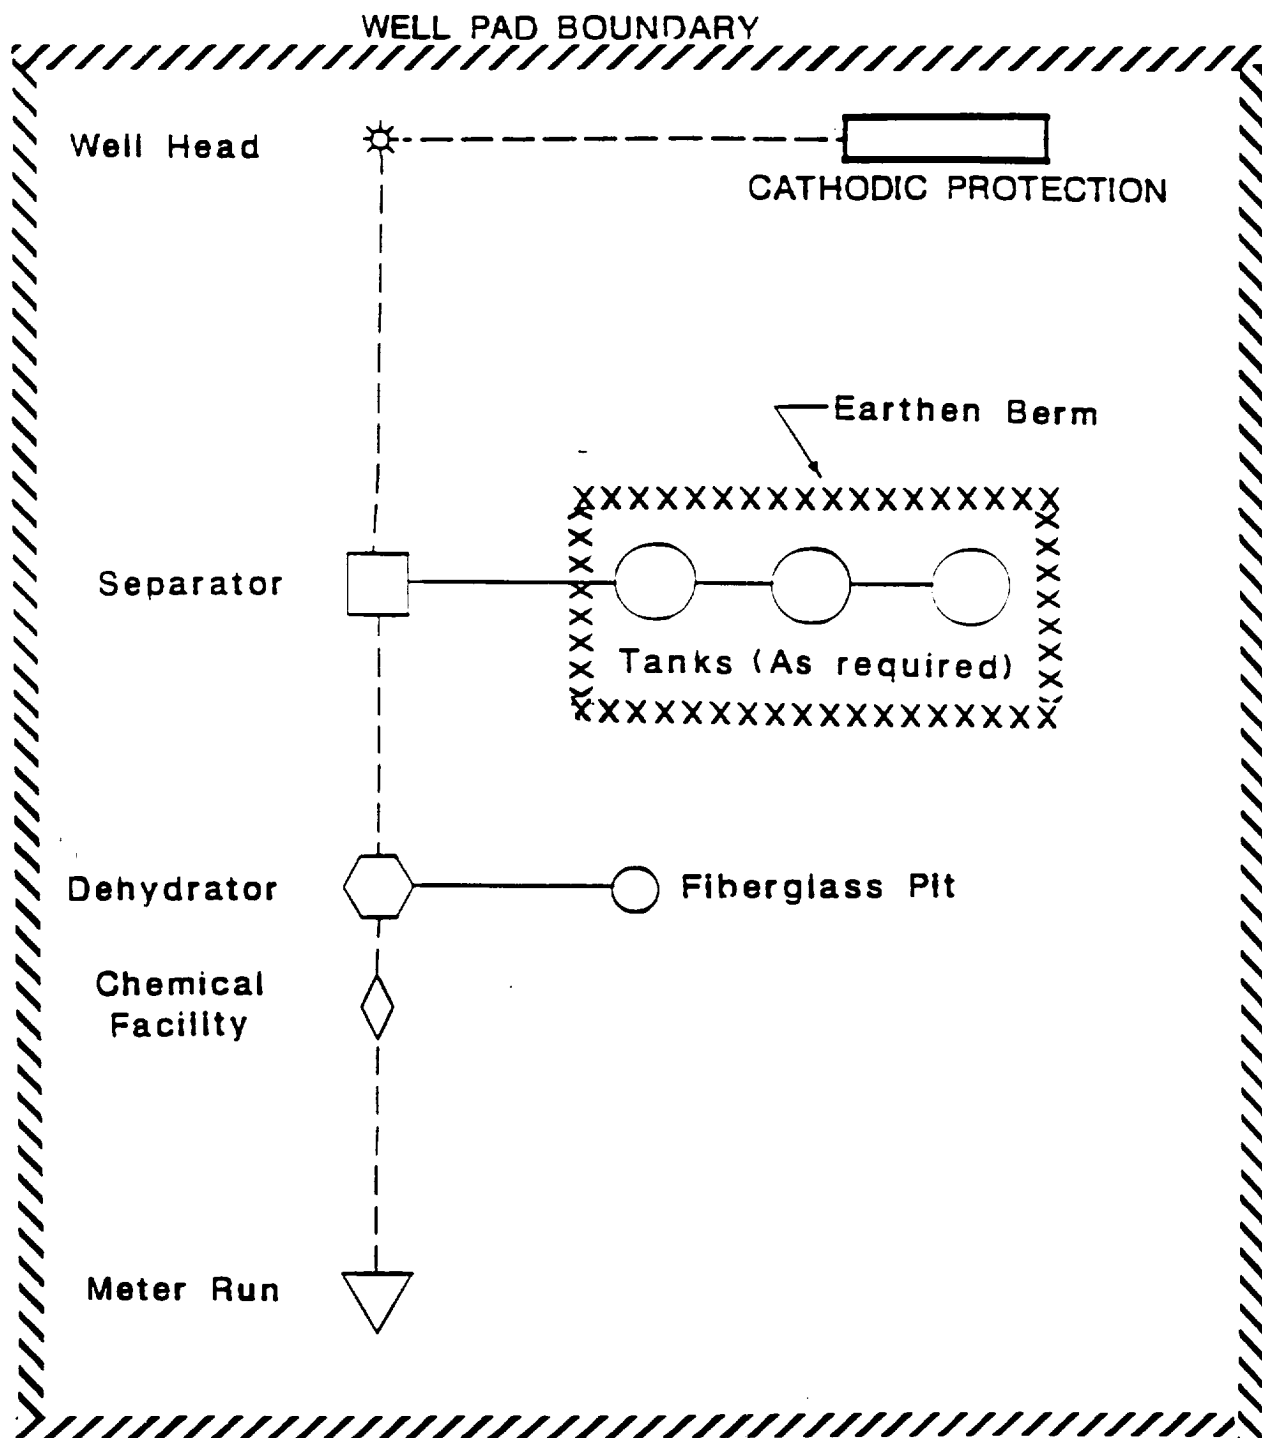 WELL PAD BOUNDARY
Well Head
CATHODIC PROTECTION
Earthen Berm
Separator
Tanks (As required)
Dehydrator
Fiberglass Pit
Chemical
Facility
Meter Run